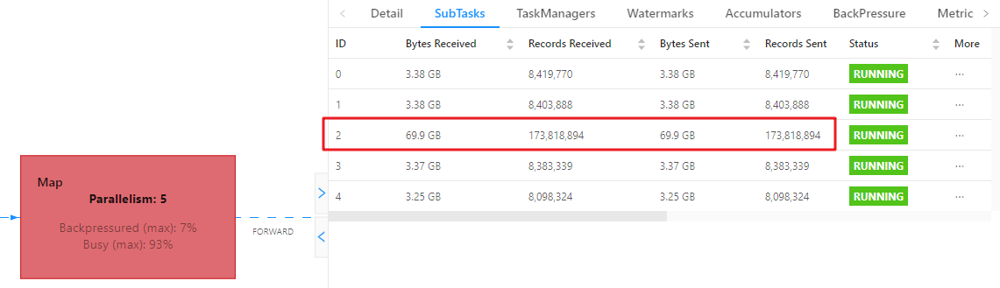 Detail SubTasks TaskManagers Watermarks Accumulators BackPressure Metric
ID Bytes Received Records Received Bytes Sent Records Sent Status More
0 3.38 GB 8,419,770 3.38 GB 8,419,770 RUNNING ...
1 3.38 GB 8,403,888 3.38 GB 8,403,888 RUNNING ...
2 69.9 GB 173,818,894 69.9 GB 173,818,894 RUNNING ...
3 3.37 GB 8,383,339 3.37 GB 8,383,339 RUNNING ...
4 3.25 GB 8,098,324 3.25 GB 8,098,324 RUNNING ...
Map
Parallelism: 5
Backpressured (max): 7%
Busy (max): 93%
FORWARD